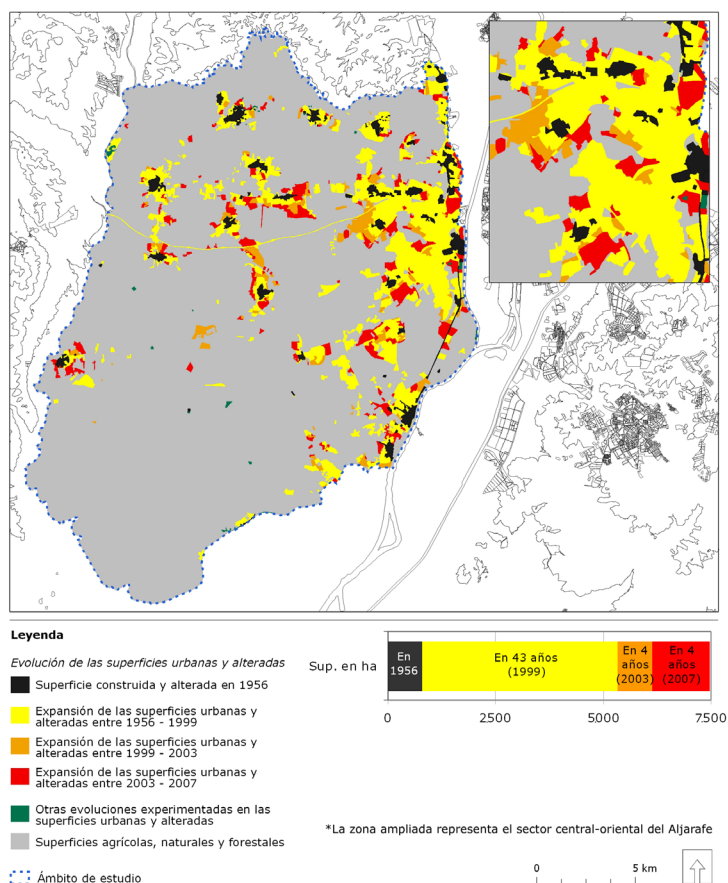 Leyenda
Evolución de las superficies urbanas y alteradas
Superficie construida y alterada en 1956
Expansión de las superficies urbanas y
alteradas entre 1956 - 1999
Expansión de las superficies urbanas y
alteradas entre 1999 - 2003
Expansión de las superficies urbanas y
alteradas entre 2003 - 2007
Otras evoluciones experimentadas en las
superficies urbanas y alteradas
Superficies agrícolas, naturales y forestales
Ámbito de estudio
Sup. en ha
En
1956
En 43 años
(1999)
En 4
años
(2003)
En 4
años
(2007)
0 2500 5000 7500
*La zona ampliada representa el sector central-oriental del Aljarafe
0 5 km